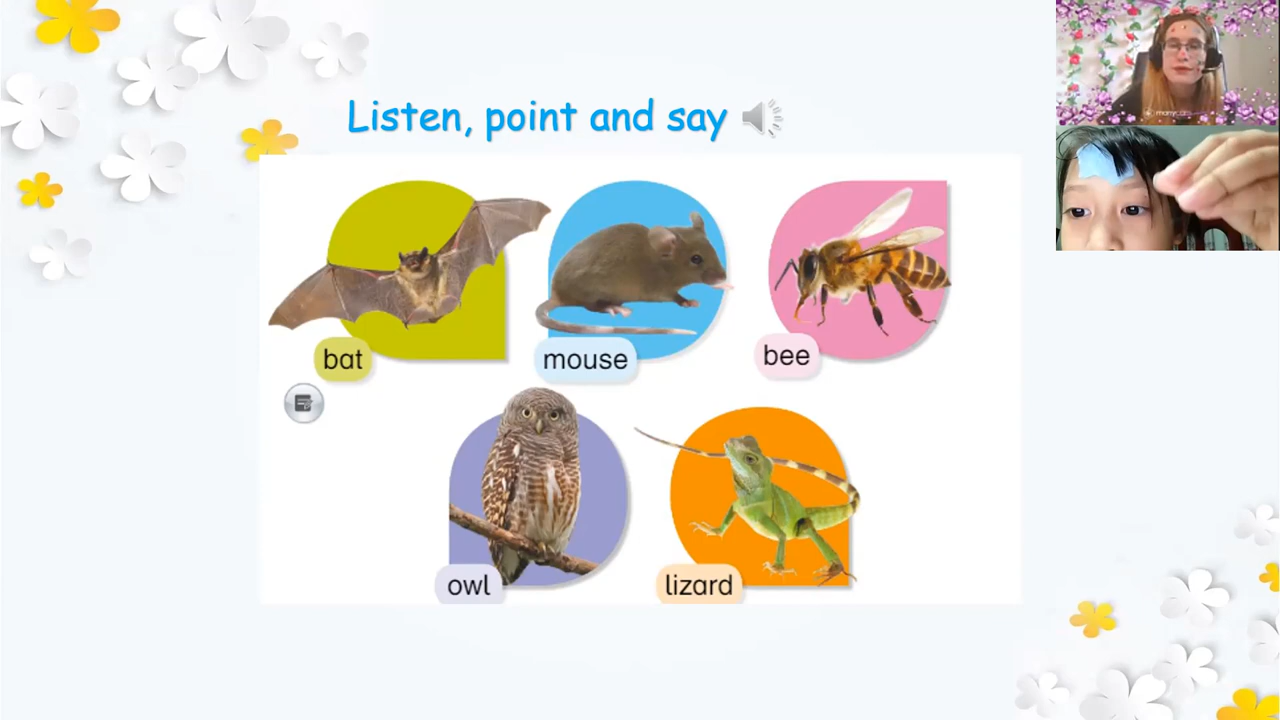 Listen, point and say
bat
mouse
bee
owl
lizard